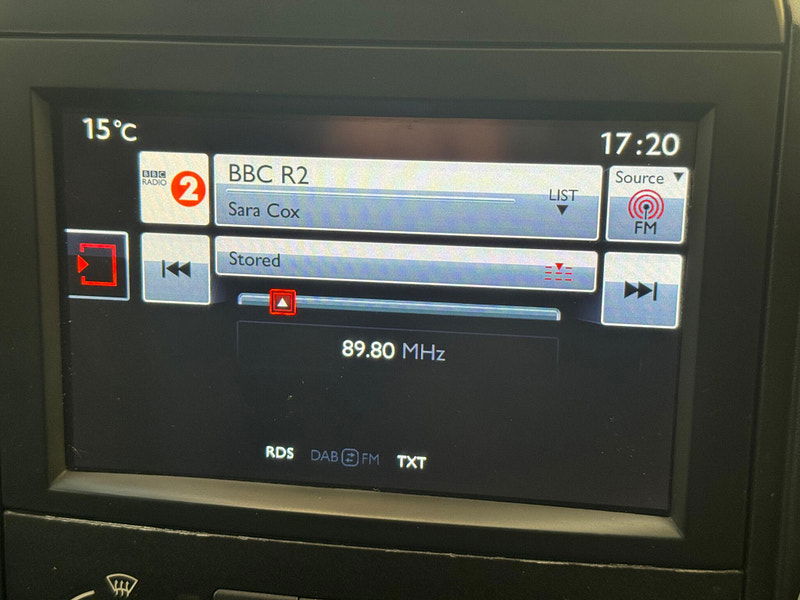 15°C
17:20
BBC
RADIO
2
BBC R2
Sara Cox
LIST
Source
FM
Stored
89.80 MHz
RDS DAB FM TXT